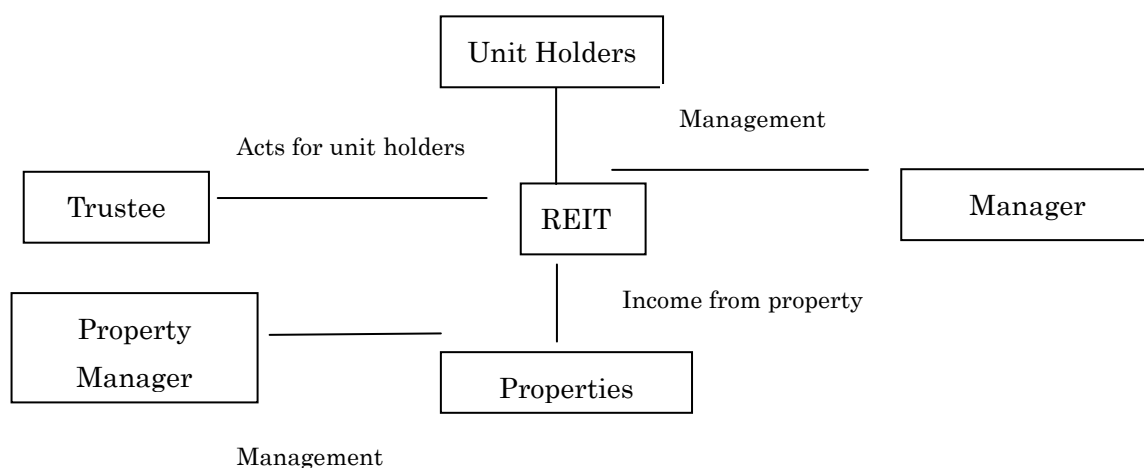 Unit Holders
Management
Acts for unit holders
Trustee
REIT
Manager
Income from property
Property
Manager
Properties
Management